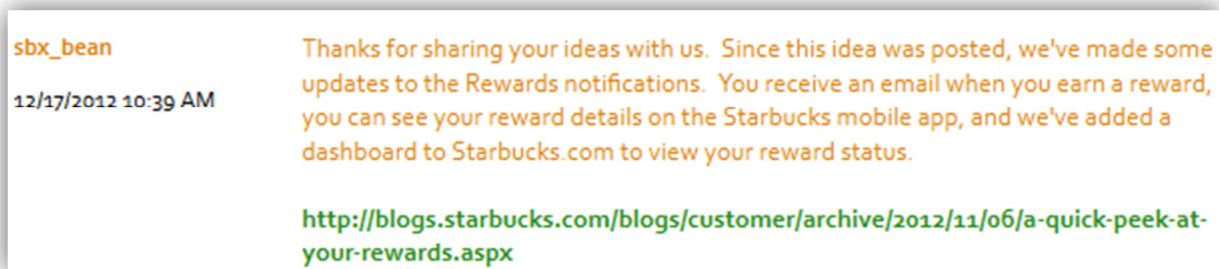 sbx_bean
12/17/2012 10:39 AM
Thanks for sharing your ideas with us.  Since this idea was posted, we've made some
updates to the Rewards notifications.  You receive an email when you earn a reward,
you can see your reward details on the Starbucks mobile app, and we've added a
dashboard to Starbucks.com to view your reward status.
http://blogs.starbucks.com/blogs/customer/archive/2012/11/06/a-quick-peek-at-
your-rewards.aspx